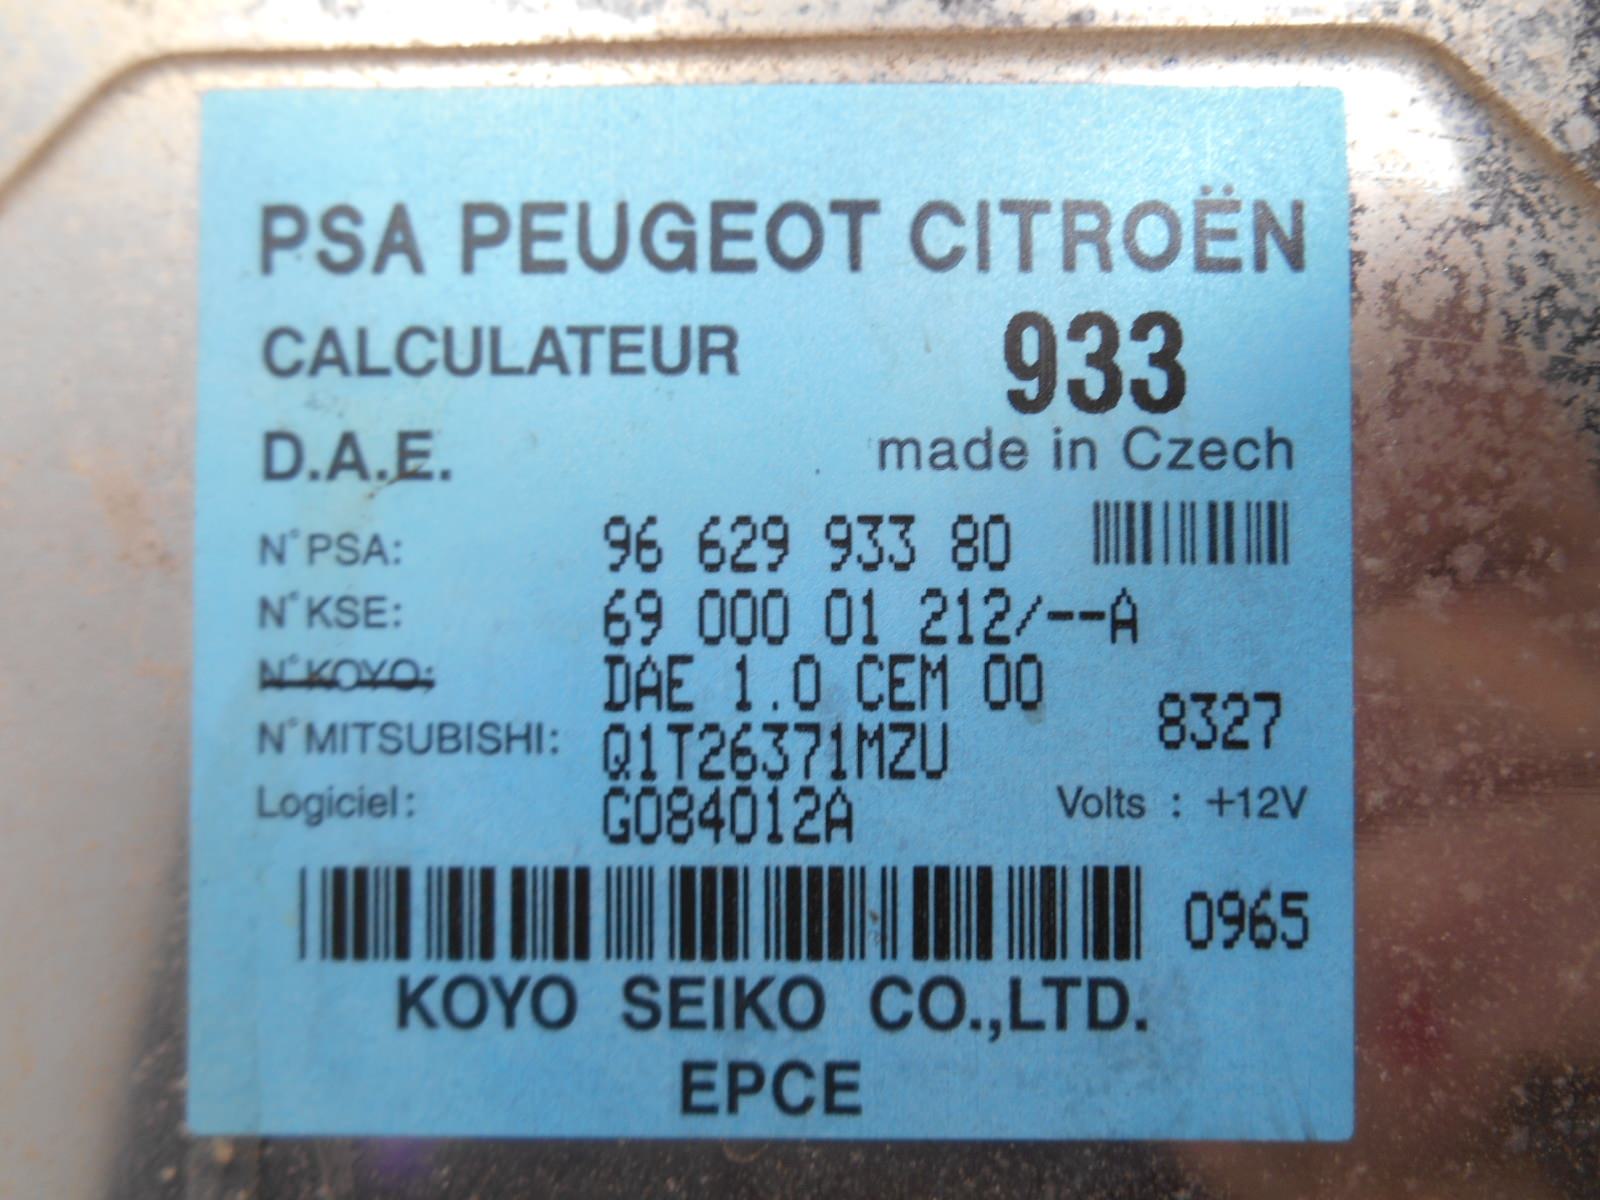 PSA PEUGEOT CITROËN
CALCULATEUR 933
D.A.E. made in Czech
N°PSA: 96 629 933 80
N°KSE: 69 000 01 212/--A
N°KOYO: DAE 1.0 CEM 00
N°MITSUBISHI: Q1T26371MZU 8327
Logiciel: G084012A Volts : +12V
0965
KOYO SEIKO CO.,LTD.
EPCE